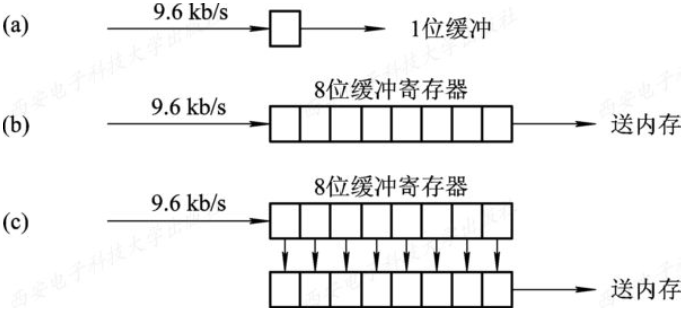 (a) 9.6 kb/s 1位缓冲
8位缓冲寄存器
(b) 9.6 kb/s 送内存
8位缓冲寄存器
(c) 9.6 kb/s
送内存
西安电子科技大学出版社